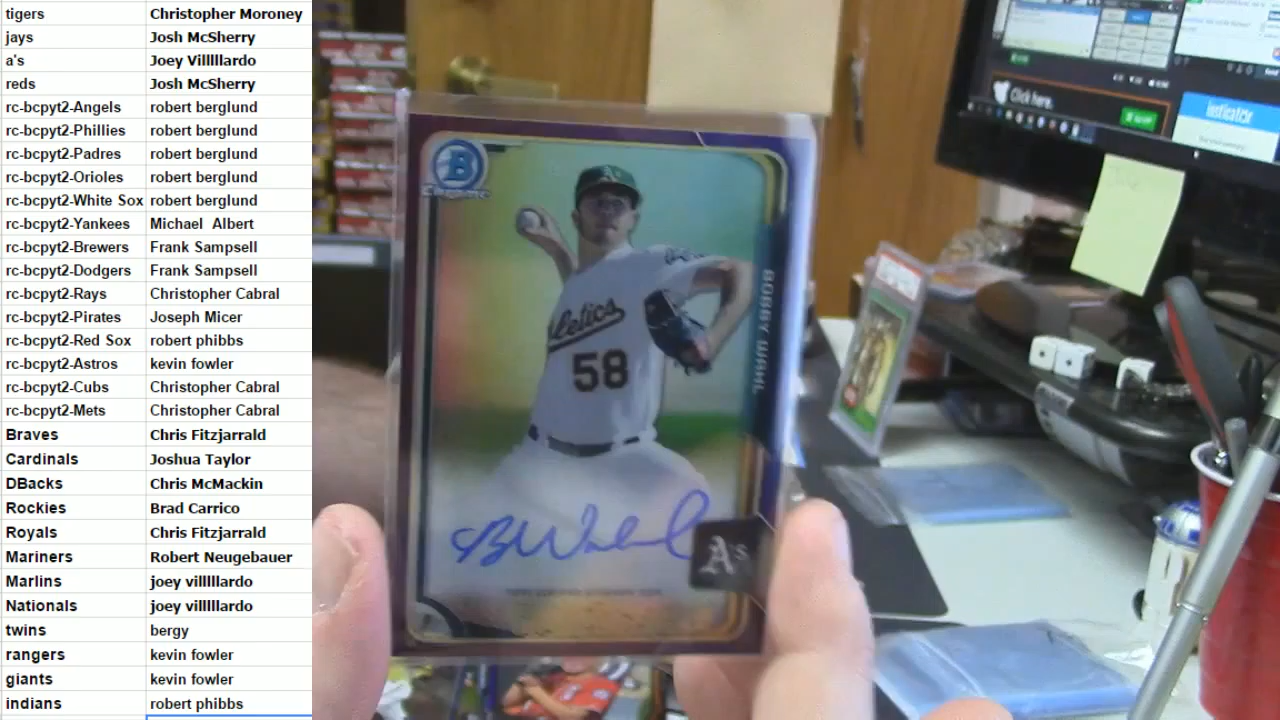 tigers Christopher Moroney
jays Josh McSherry
a's Joey Villlllardo
reds Josh McSherry
rc-bcpyt2-Angels robert berglund
rc-bcpyt2-Phillies robert berglund
rc-bcpyt2-Padres robert berglund
rc-bcpyt2-Orioles robert berglund
rc-bcpyt2-White Sox robert berglund
rc-bcpyt2-Yankees Michael Albert
rc-bcpyt2-Brewers Frank Sampsell
rc-bcpyt2-Dodgers Frank Sampsell
rc-bcpyt2-Rays Christopher Cabral
rc-bcpyt2-Pirates Joseph Micer
rc-bcpyt2-Red Sox robert phibbs
rc-bcpyt2-Astros kevin fowler
rc-bcpyt2-Cubs Christopher Cabral
rc-bcpyt2-Mets Christopher Cabral
Braves Chris Fitzjarrald
Cardinals Joshua Taylor
DBacks Chris McMackin
Rockies Brad Carrico
Royals Chris Fitzjarrald
Mariners Robert Neugebauer
Marlins joey villlllardo
Nationals joey villlllardo
twins bergy
rangers kevin fowler
giants kevin fowler
indians robert phibbs
B
Chrome
A's
BOBBY WAHL
58
A's
Click here.